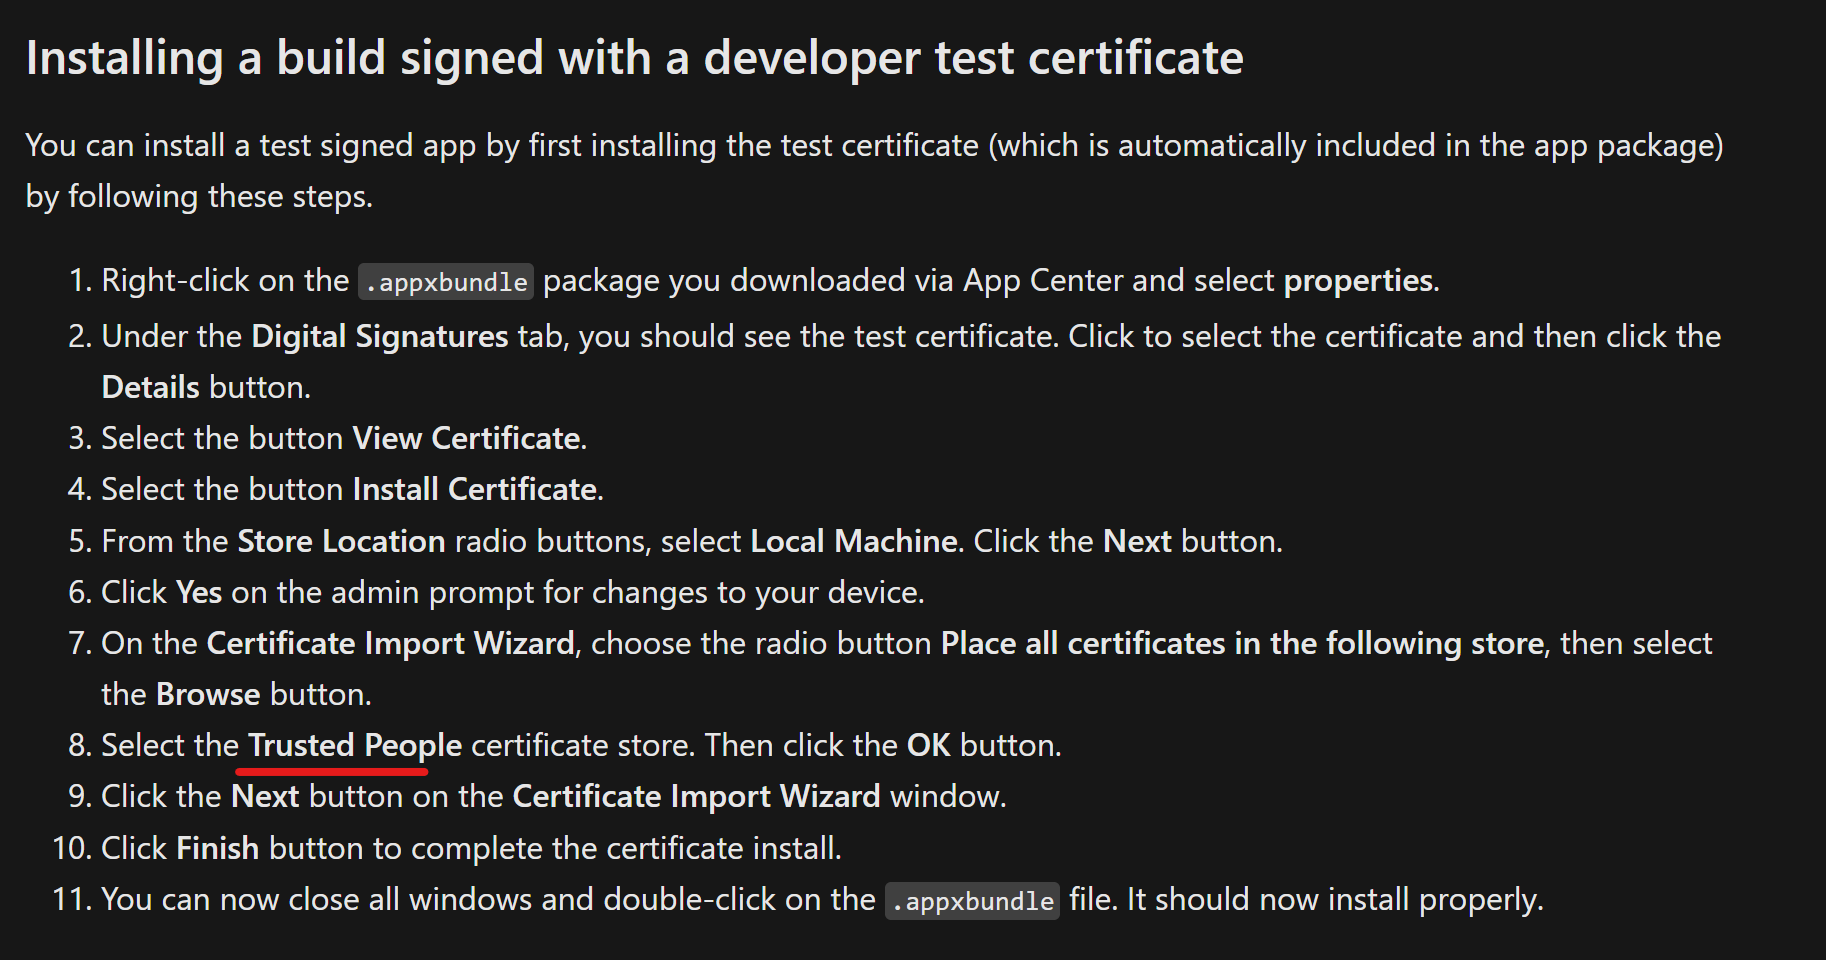 Installing a build signed with a developer test certificate
You can install a test signed app by first installing the test certificate (which is automatically included in the app package)
by following these steps.
1. Right-click on the .appxbundle package you downloaded via App Center and select properties.
2. Under the Digital Signatures tab, you should see the test certificate. Click to select the certificate and then click the
Details button.
3. Select the button View Certificate.
4. Select the button Install Certificate.
5. From the Store Location radio buttons, select Local Machine. Click the Next button.
6. Click Yes on the admin prompt for changes to your device.
7. On the Certificate Import Wizard, choose the radio button Place all certificates in the following store, then select
the Browse button.
8. Select the Trusted People certificate store. Then click the OK button.
9. Click the Next button on the Certificate Import Wizard window.
10. Click Finish button to complete the certificate install.
11. You can now close all windows and double-click on the .appxbundle file. It should now install properly.